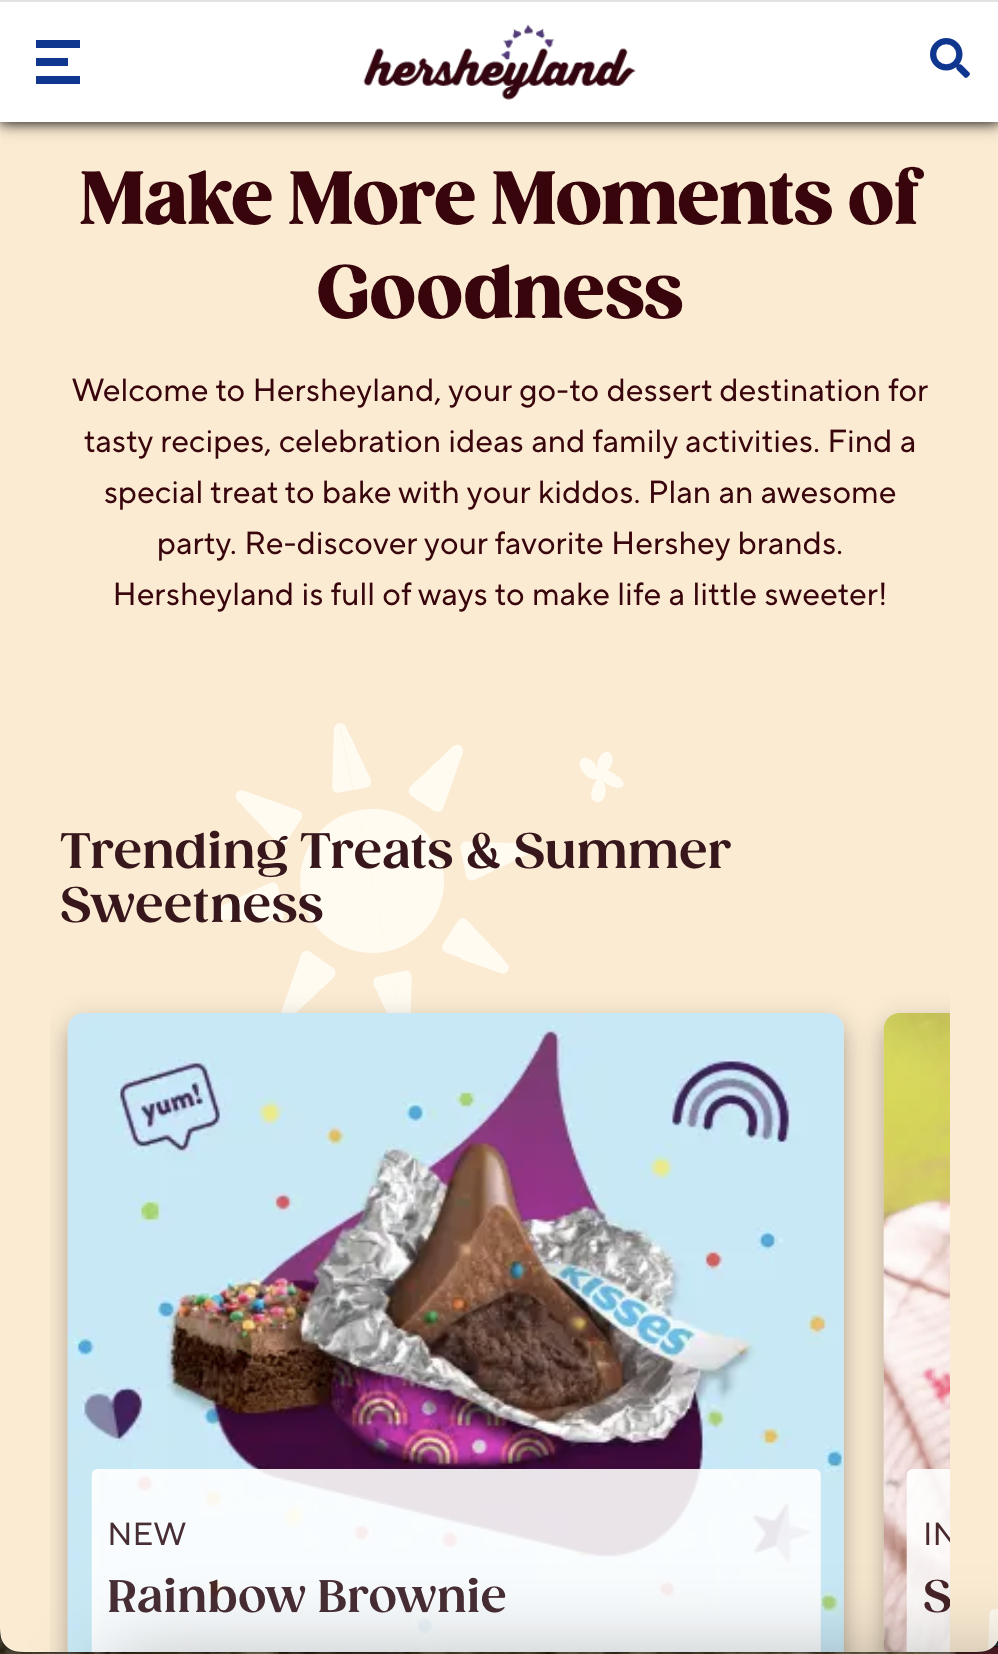 hersheyland
Make More Moments of
Goodness
Welcome to Hersheyland, your go-to dessert destination for
tasty recipes, celebration ideas and family activities. Find a
special treat to bake with your kiddos. Plan an awesome
party. Re-discover your favorite Hershey brands.
Hersheyland is full of ways to make life a little sweeter!
Trending Treats & Summer
Sweetness
yum!
KISSES
NEW
Rainbow Brownie
IN
S